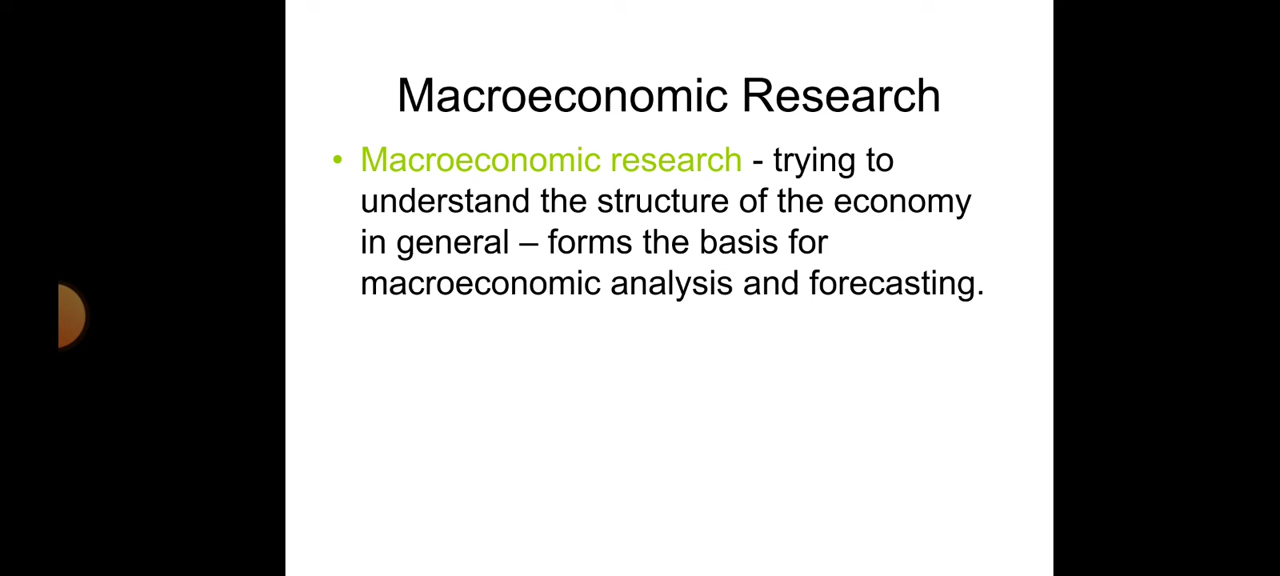 Macroeconomic Research
• Macroeconomic research - trying to
understand the structure of the economy
in general – forms the basis for
macroeconomic analysis and forecasting.